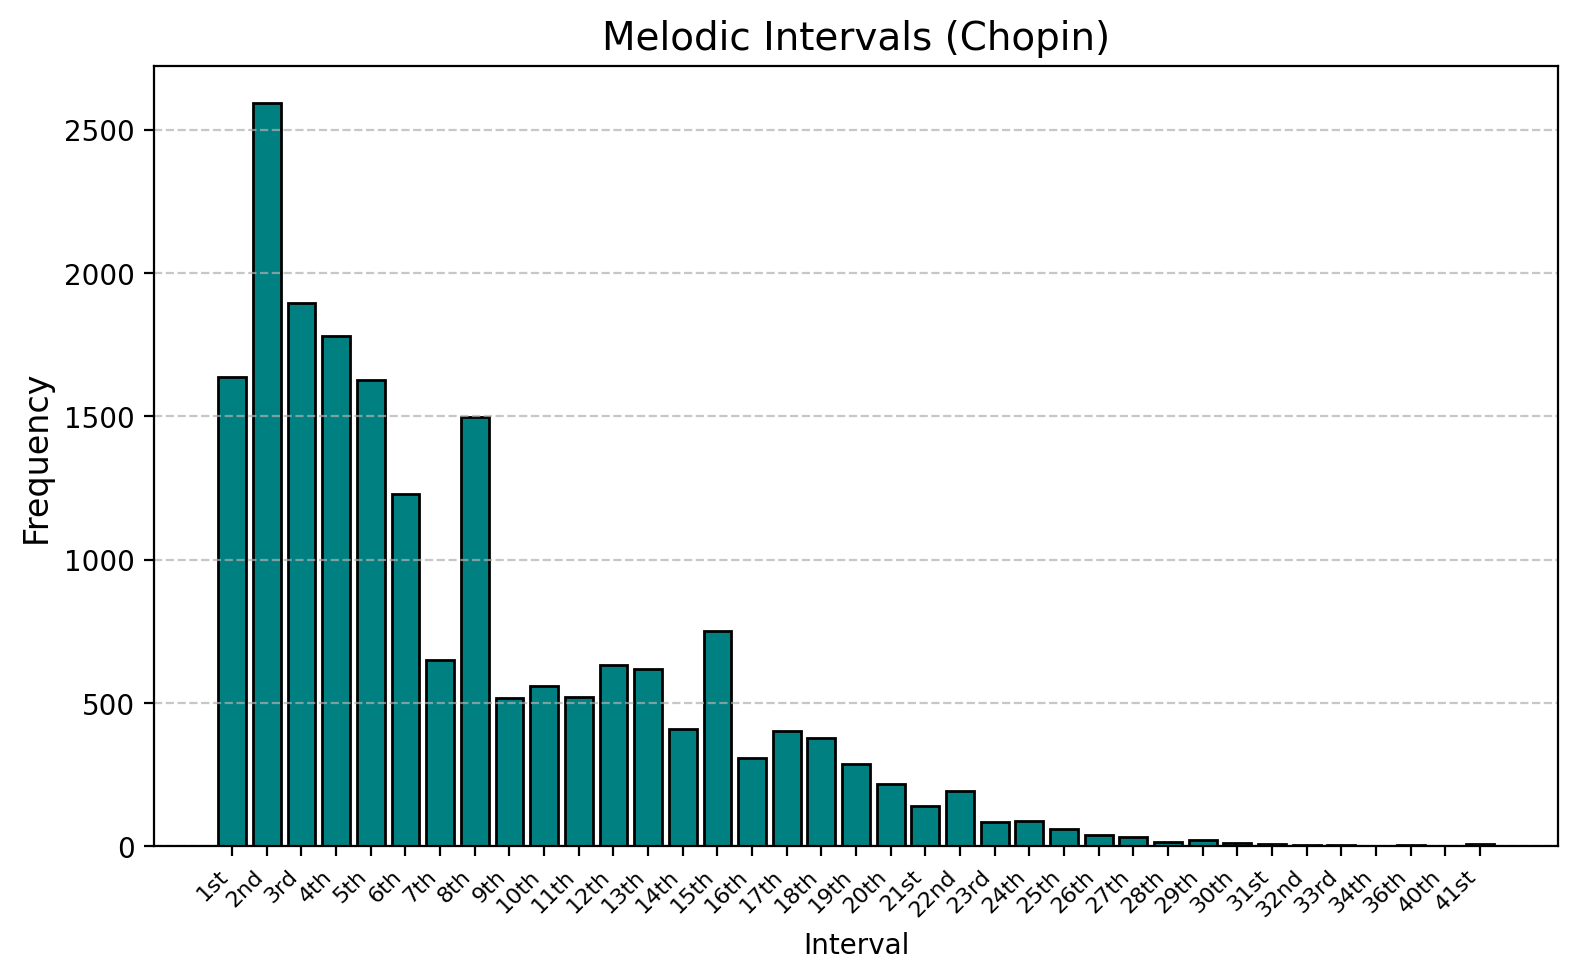 Melodic Intervals (Chopin)
Frequency
2500
2000
1500
1000
500
0
1st 2nd 3rd 4th 5th 6th 7th 8th 9th 10th 11th 12th 13th 14th 15th 16th 17th 18th 19th 20th 21st 22nd 23rd 24th 25th 26th 27th 28th 29th 30th 31st 32nd 33rd 34th 36th 40th 41st
Interval